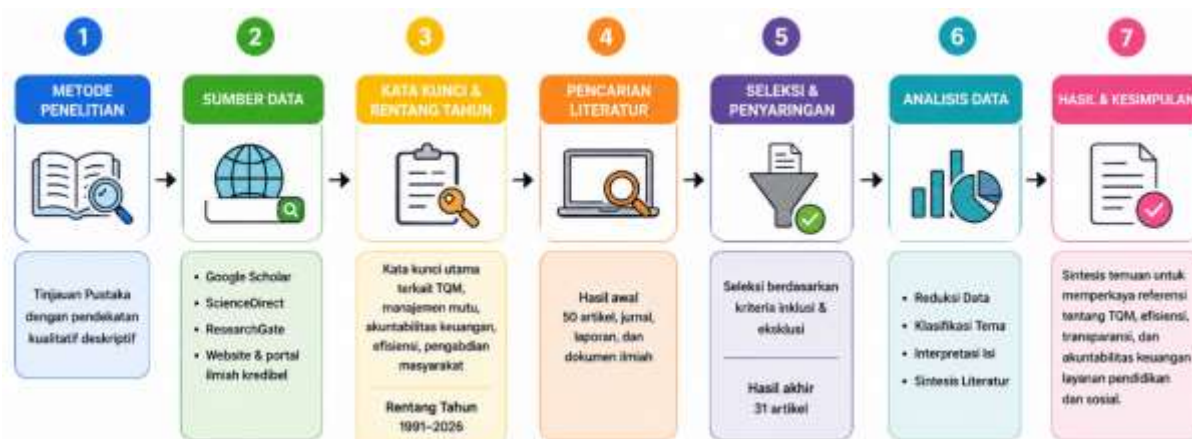 1
METODE
PENELITIAN
Tinjauan Pustaka
dengan pendekatan
kualitatif deskriptif
2
SUMBER DATA
• Google Scholar
• ScienceDirect
• ResearchGate
• Website & portal
ilmiah kredibel
3
KATA KUNCI &
RENTANG TAHUN
Kata kunci utama
terkait TQM,
manajemen mutu,
akuntabilitas keuangan,
efisiensi, pengabdian
masyarakat
Rentang Tahun
1991–2026
4
PENCARIAN
LITERATUR
Hasil awal
50 artikel, jurnal,
laporan, dan
dokumen ilmiah
5
SELEKSI &
PENYARINGAN
Seleksi berdasarkan
kriteria inklusi &
eksklusi
Hasil akhir
31 artikel
6
ANALISIS DATA
• Reduksi Data
• Klasifikasi Tema
• Interpretasi Isi
• Sintesis Literatur
7
HASIL & KESIMPULAN
Sintesis temuan untuk
memperkaya referensi
tentang TQM, efisiensi,
transparansi, dan
akuntabilitas keuangan
layanan pendidikan
dan sosial.